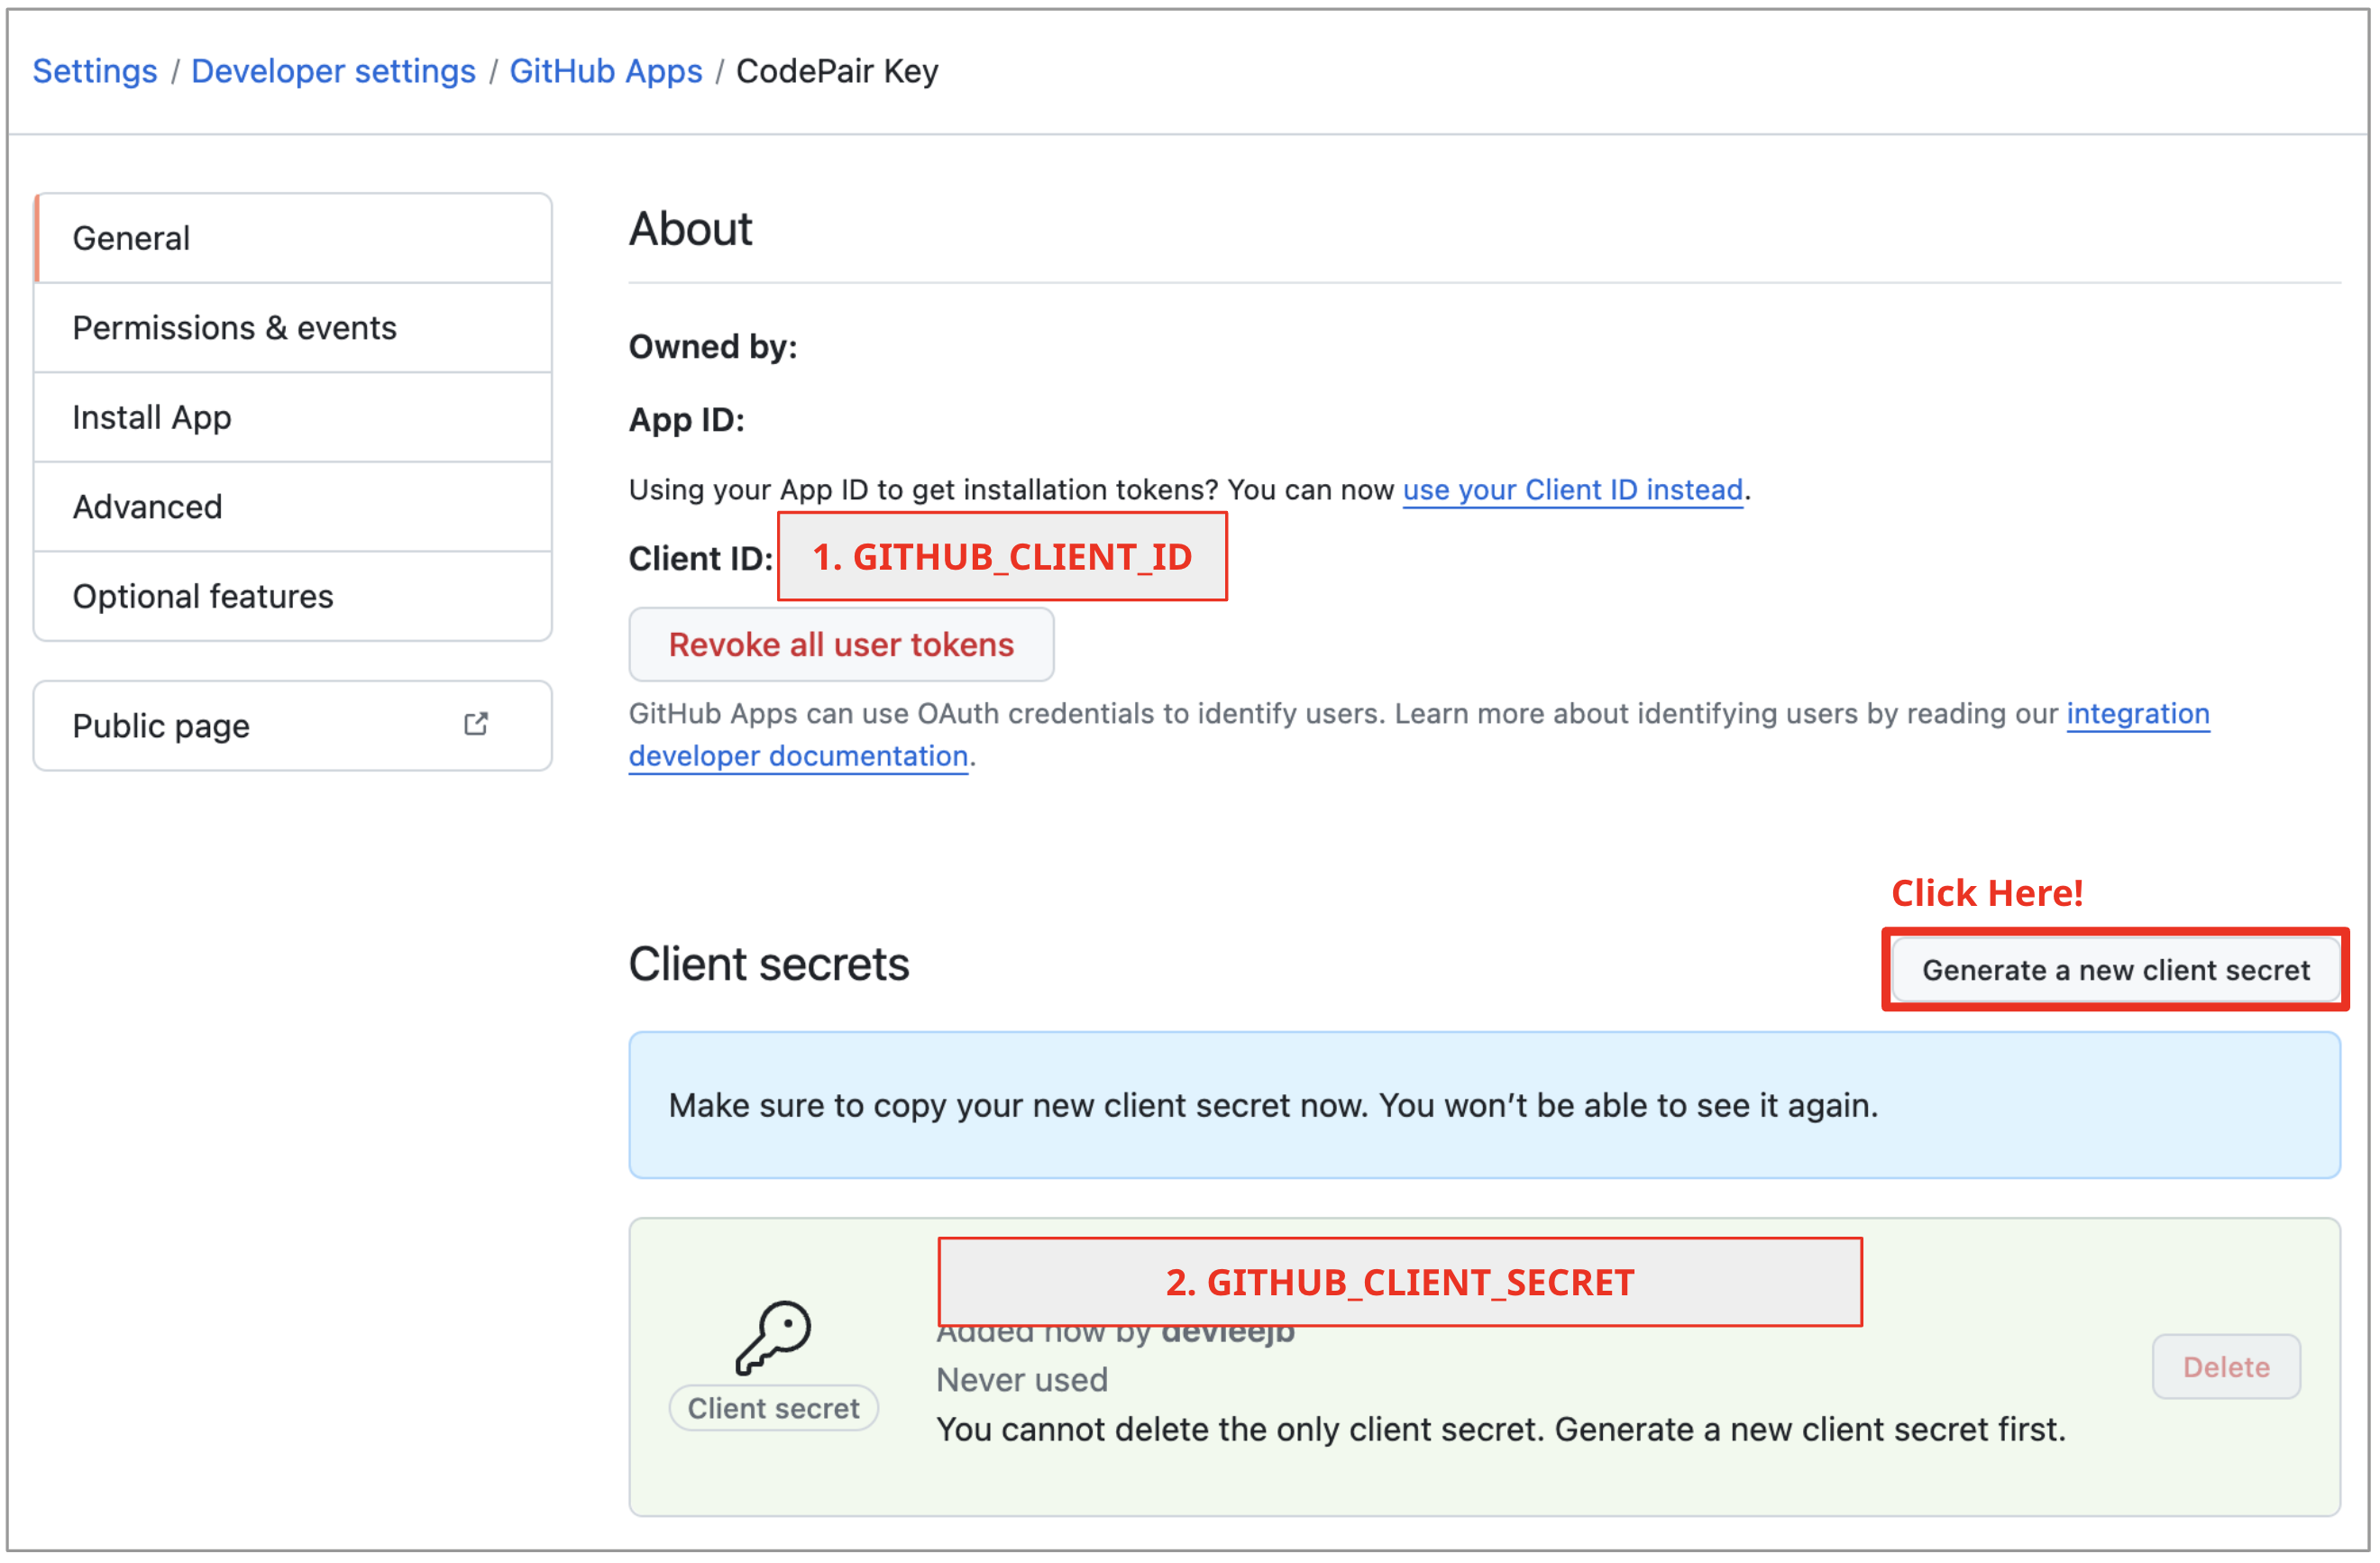 Settings / Developer settings / GitHub Apps / CodePair Key
General
Permissions & events
Install App
Advanced
Optional features
Public page
About
Owned by:
App ID:
Using your App ID to get installation tokens? You can now use your Client ID instead.
Client ID: 1. GITHUB_CLIENT_ID
Revoke all user tokens
GitHub Apps can use OAuth credentials to identify users. Learn more about identifying users by reading our integration
developer documentation.
Click Here!
Client secrets
Generate a new client secret
Make sure to copy your new client secret now. You won't be able to see it again.
2. GITHUB_CLIENT_SECRET
Added now by devleejb
Never used
You cannot delete the only client secret. Generate a new client secret first.
Client secret
Delete